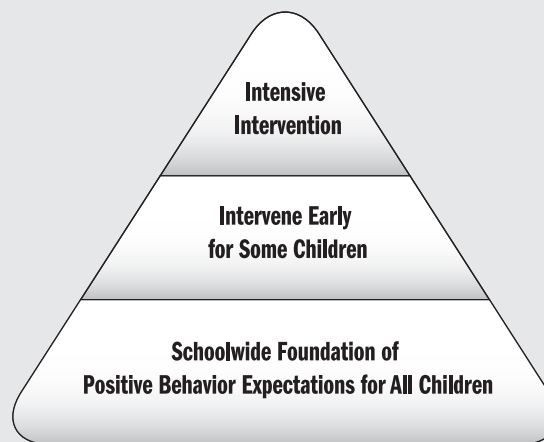 Intensive
Intervention
Intervene Early
for Some Children
Schoolwide Foundation of
Positive Behavior Expectations for All Children